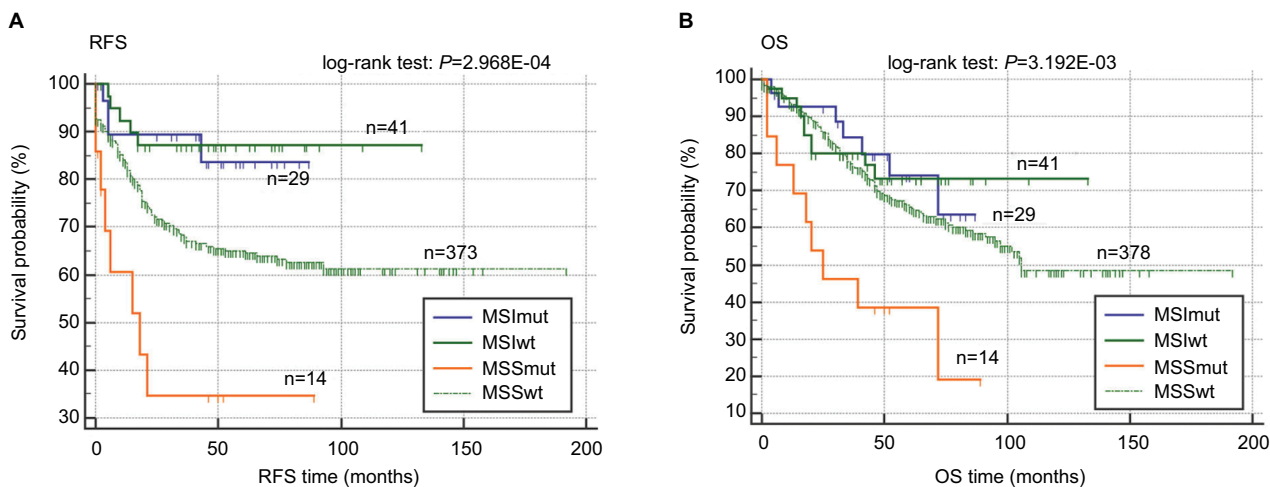 A
RFS
log-rank test: P=2.968E-04
Survival probability (%)
100
90
80
70
60
50
40
30
n=41
n=29
n=373
n=14
MSImut
MSIwt
MSSmut
MSSwt
0
50
100
150
200
RFS time (months)
B
OS
log-rank test: P=3.192E-03
Survival probability (%)
100
90
80
70
60
50
40
30
20
10
n=41
n=29
n=378
n=14
MSImut
MSIwt
MSSmut
MSSwt
0
50
100
150
200
OS time (months)